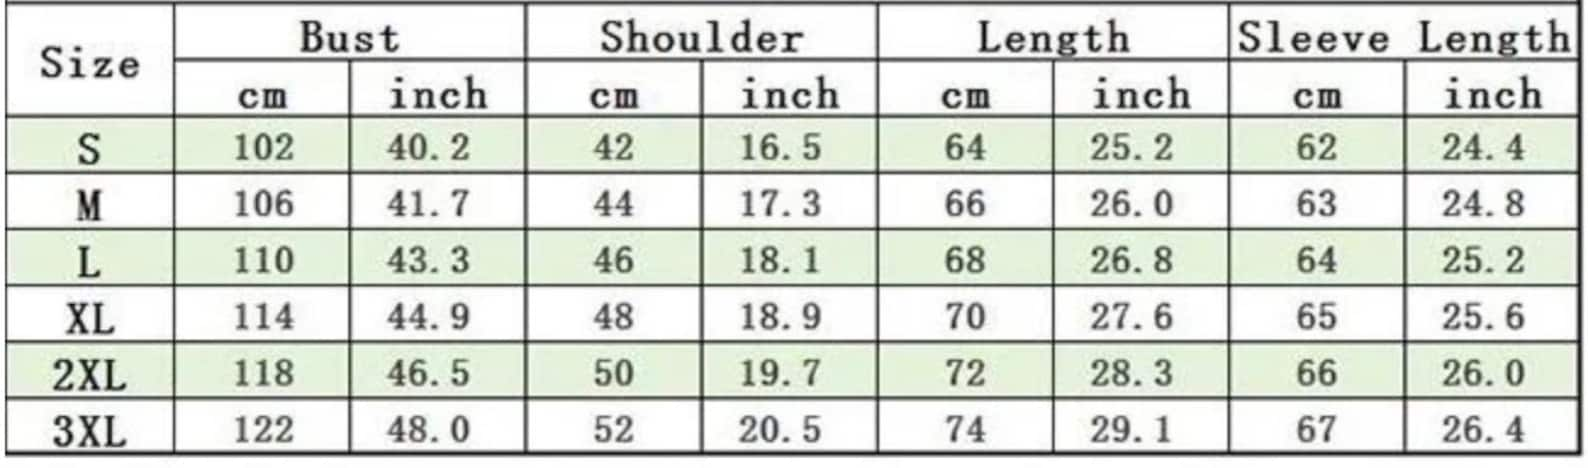 Size Bust Shoulder Length Sleeve Length
cm inch cm inch cm inch cm inch
S 102 40.2 42 16.5 64 25.2 62 24.4
M 106 41.7 44 17.3 66 26.0 63 24.8
L 110 43.3 46 18.1 68 26.8 64 25.2
XL 114 44.9 48 18.9 70 27.6 65 25.6
2XL 118 46.5 50 19.7 72 28.3 66 26.0
3XL 122 48.0 52 20.5 74 29.1 67 26.4